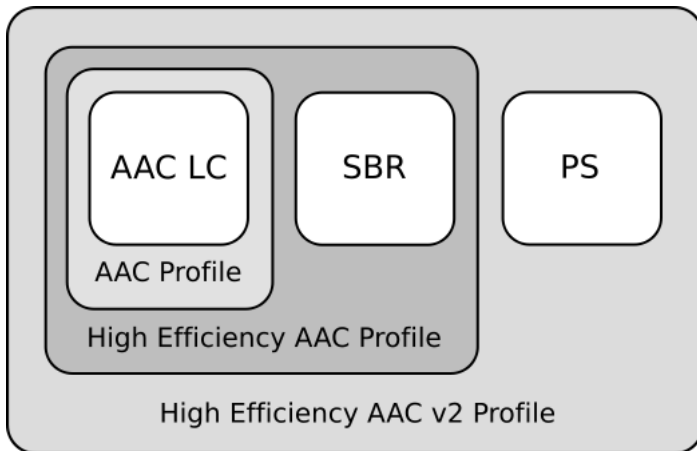 AAC LC
SBR
PS
AAC Profile
High Efficiency AAC Profile
High Efficiency AAC v2 Profile